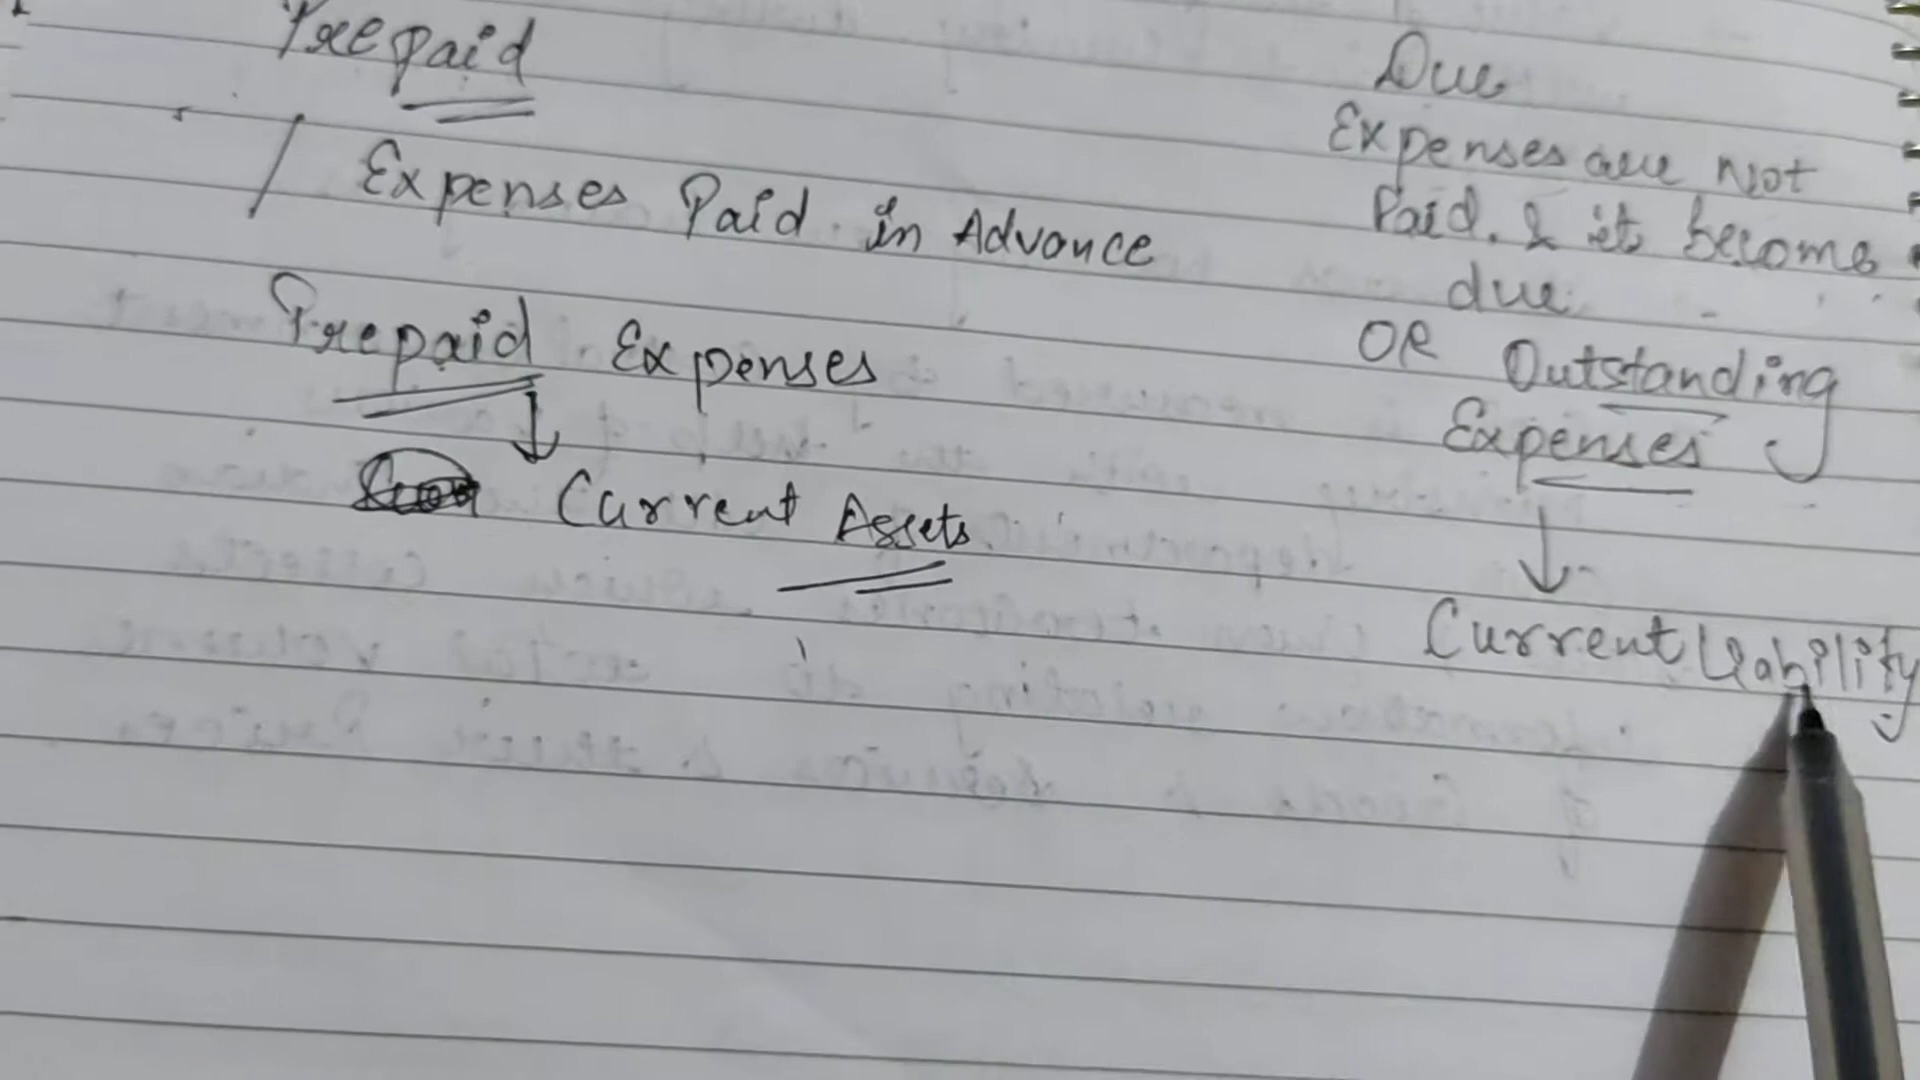 Prepaid
Expenses Paid in Advance
Prepaid Expenses
Current Assets
Due
Expenses are Not
Paid. & it become
due
OR Outstanding
Expenses
Current Liability